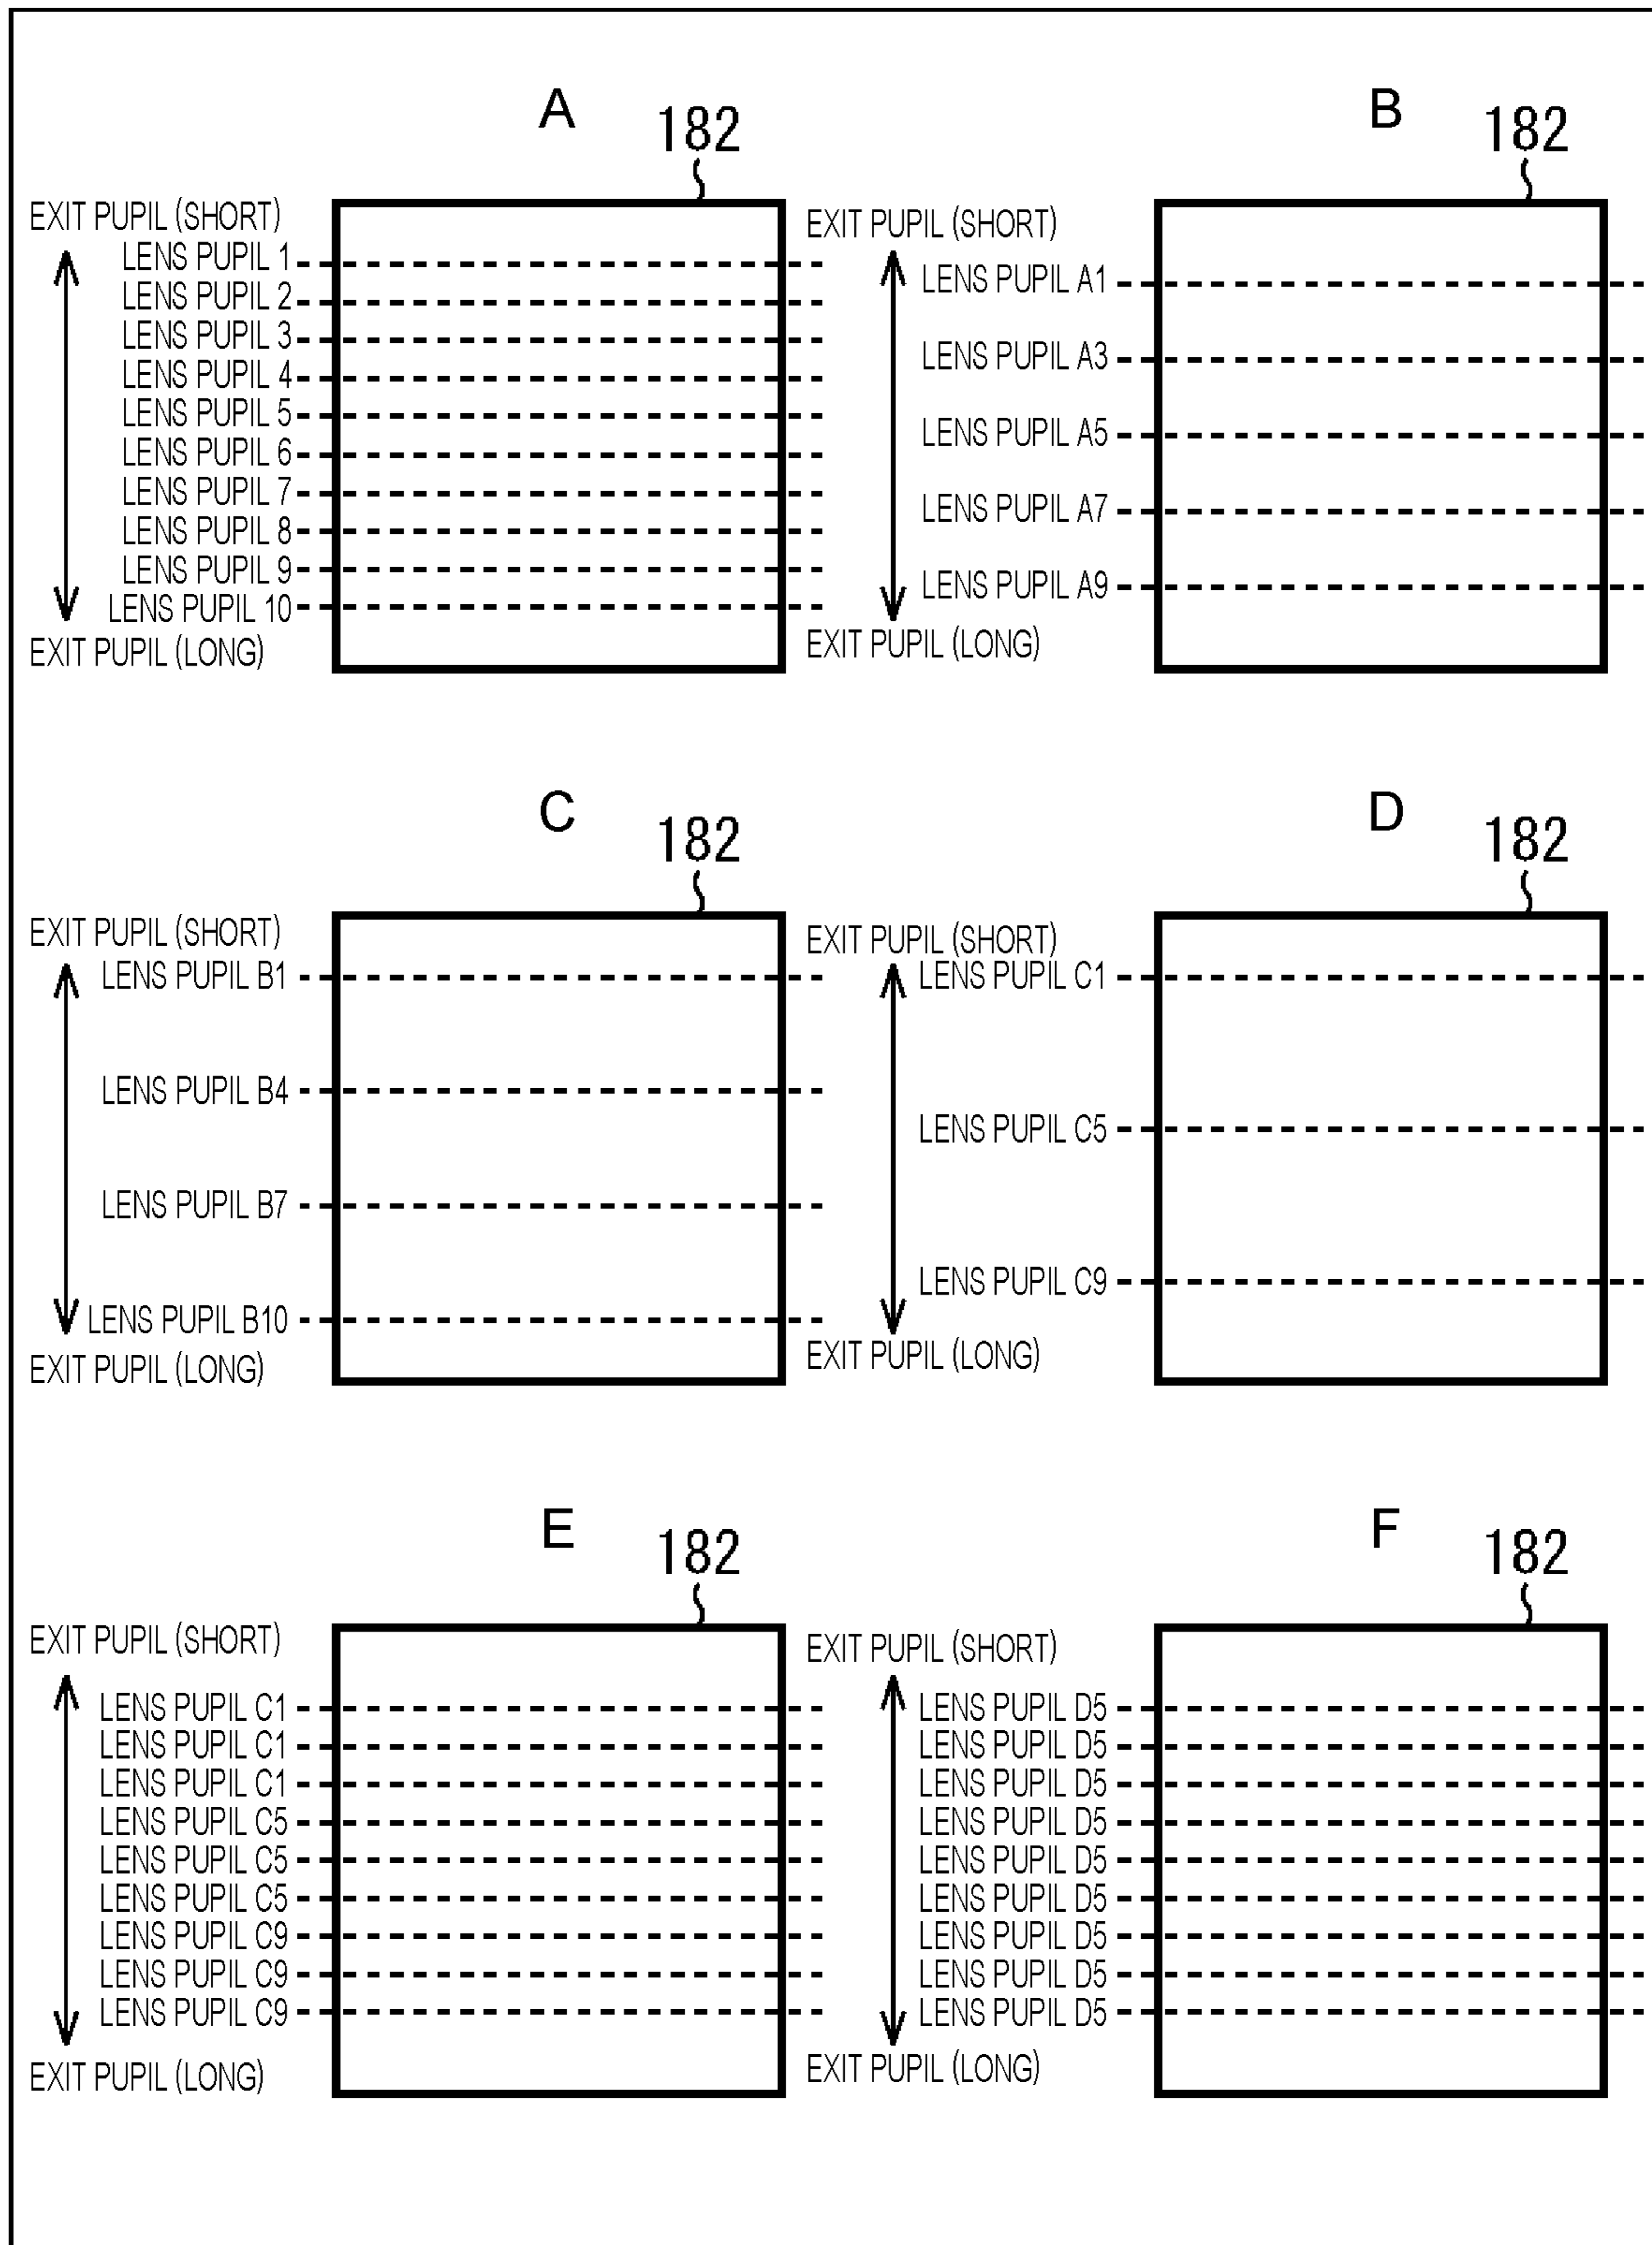 A
182
EXIT PUPIL (SHORT)
LENS PUPIL 1
LENS PUPIL 2
LENS PUPIL 3
LENS PUPIL 4
LENS PUPIL 5
LENS PUPIL 6
LENS PUPIL 7
LENS PUPIL 8
LENS PUPIL 9
LENS PUPIL 10
EXIT PUPIL (LONG)
B
182
EXIT PUPIL (SHORT)
LENS PUPIL A1
LENS PUPIL A3
LENS PUPIL A5
LENS PUPIL A7
LENS PUPIL A9
EXIT PUPIL (LONG)
C
182
EXIT PUPIL (SHORT)
LENS PUPIL B1
LENS PUPIL B4
LENS PUPIL B7
LENS PUPIL B10
EXIT PUPIL (LONG)
D
182
EXIT PUPIL (SHORT)
LENS PUPIL C1
LENS PUPIL C5
LENS PUPIL C9
EXIT PUPIL (LONG)
E
182
EXIT PUPIL (SHORT)
LENS PUPIL C1
LENS PUPIL C1
LENS PUPIL C1
LENS PUPIL C5
LENS PUPIL C5
LENS PUPIL C5
LENS PUPIL C9
LENS PUPIL C9
LENS PUPIL C9
EXIT PUPIL (LONG)
F
182
EXIT PUPIL (SHORT)
LENS PUPIL D5
LENS PUPIL D5
LENS PUPIL D5
LENS PUPIL D5
LENS PUPIL D5
LENS PUPIL D5
LENS PUPIL D5
LENS PUPIL D5
LENS PUPIL D5
EXIT PUPIL (LONG)